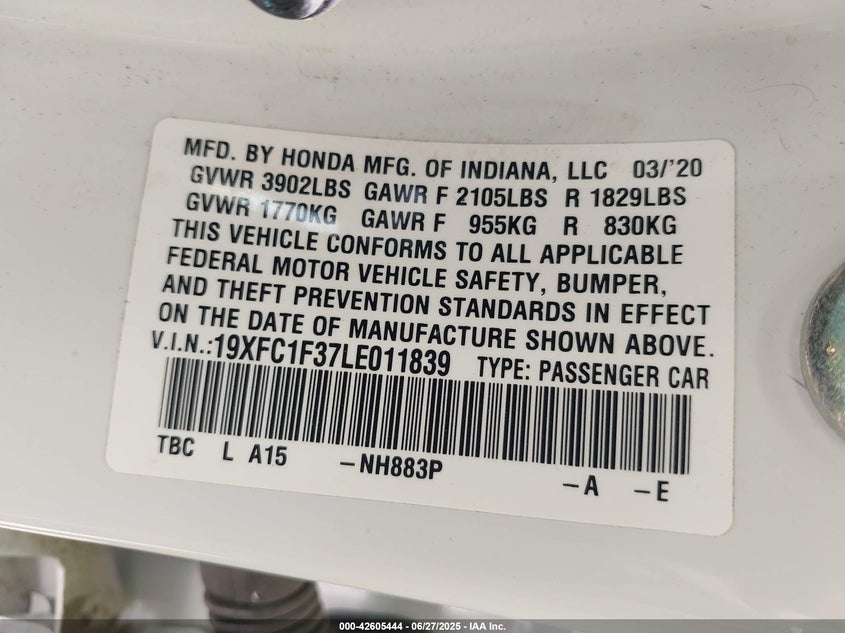 MFD. BY HONDA MFG. OF INDIANA, LLC 03/'20
GVWR 3902LBS GAWR F 2105LBS R 1829LBS
GVWR 1770KG GAWR F 955KG R 830KG
THIS VEHICLE CONFORMS TO ALL APPLICABLE
FEDERAL MOTOR VEHICLE SAFETY, BUMPER,
AND THEFT PREVENTION STANDARDS IN EFFECT
ON THE DATE OF MANUFACTURE SHOWN ABOVE.
V.I.N.:19XFC1F37LE011839 TYPE: PASSENGER CAR
TBC L A15 -NH883P -A -E
000-42605444 - 06/27/2025 - IAA Inc.